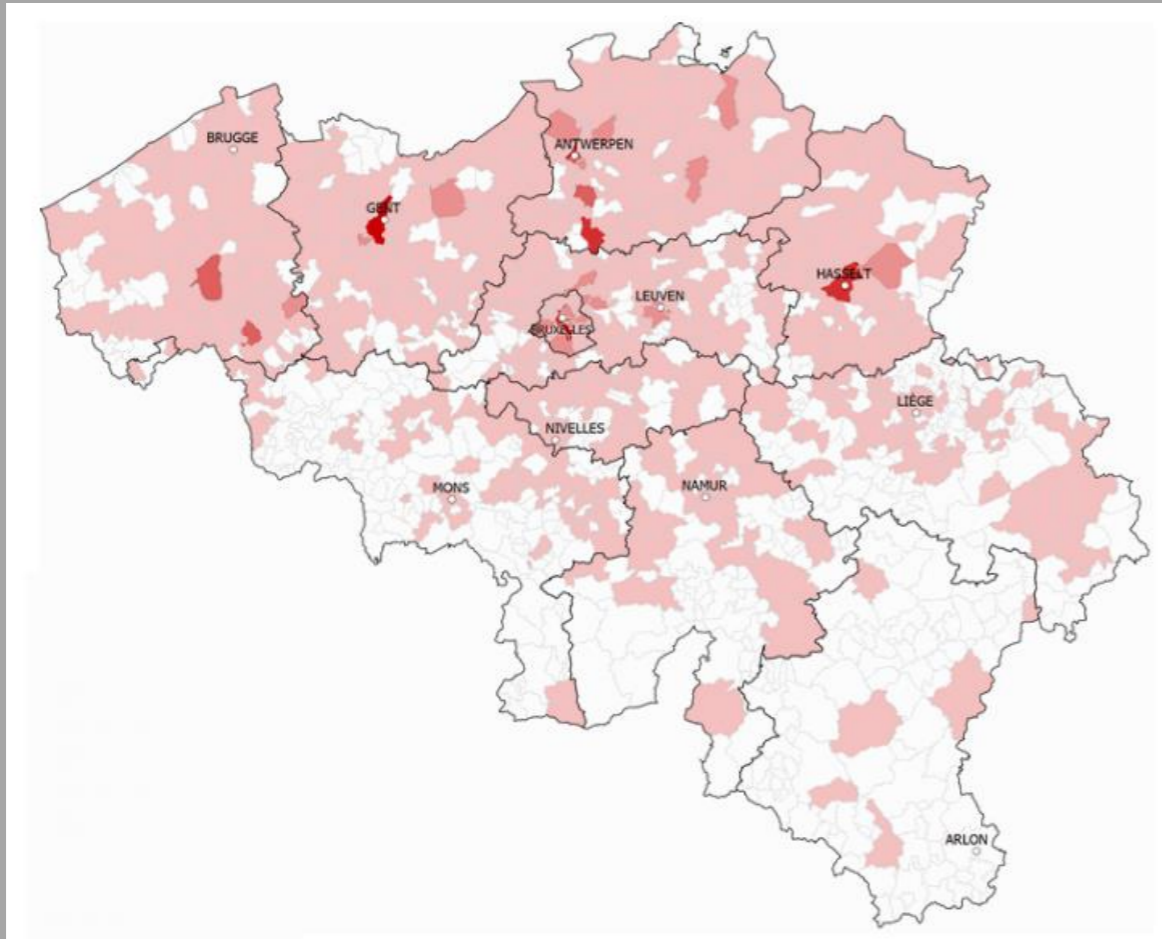 BRUGGE
ANTWERPEN
GENT
HASSELT
LEUVEN
BRUXELLES
LIÈGE
NIVELLES
MONS
NAMUR
ARLON